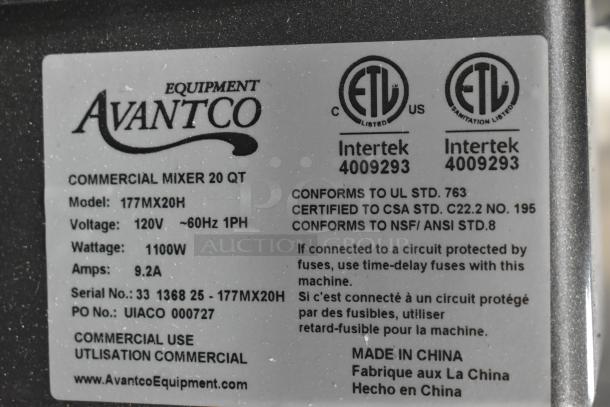 EQUIPMENT
AVANTCO
COMMERCIAL MIXER 20 QT
Model: 177MX20H
Voltage: 120V ~60Hz 1PH
Wattage: 1100W
Amps: 9.2A
Serial No.: 33 1368 25 - 177MX20H
PO No.: UIACO 000727
COMMERCIAL USE
UTLISATION COMMERCIAL
www.AvantcoEquipment.com
ETL
LISTED
C US
Intertek
4009293
ETL
SANITATION LISTED
Intertek
4009293
CONFORMS TO UL STD. 763
CERTIFIED TO CSA STD. C22.2 NO. 195
CONFORMS TO NSF/ ANSI STD.8
If connected to a circuit protected by
fuses, use time-delay fuses with this
machine.
Si c'est connecté à un circuit protégé
par des fusibles, utiliser
retard-fusible pour la machine.
MADE IN CHINA
Fabrique aux La China
Hecho en China
AUCTION GROUP